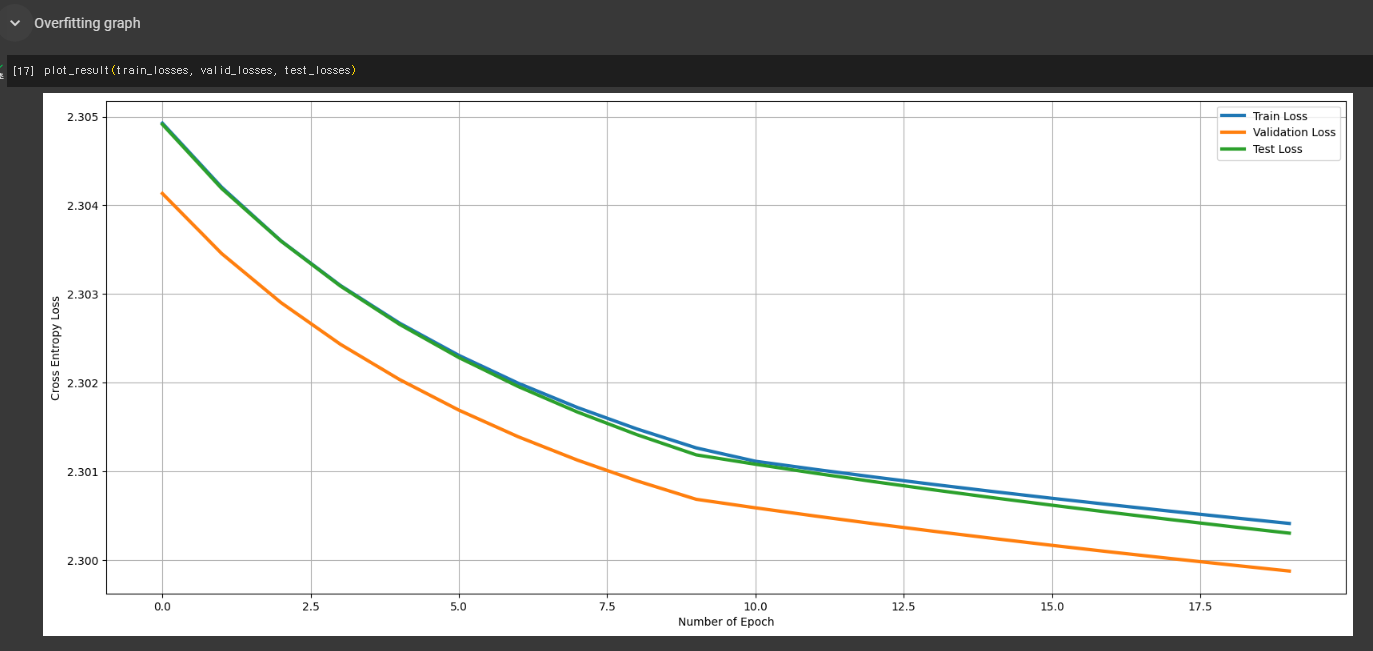 Overfitting graph
[17] plot_result(train_losses, valid_losses, test_losses)
2.305
2.304
2.303
2.302
2.301
2.300
Cross Entropy Loss
Train Loss
Validation Loss
Test Loss
0.0 2.5 5.0 7.5 10.0 12.5 15.0 17.5
Number of Epoch